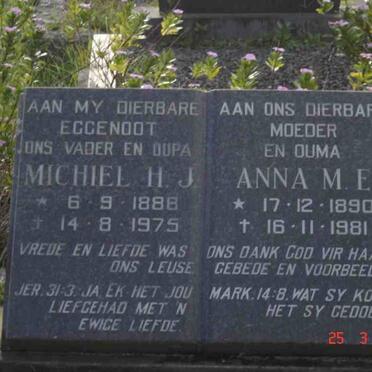 AAN MY DIERBARE
EGGENOOT
ONS VADER EN OUPA
MICHIEL H.J.
* 6·9·1886
† 14·8·1975
VREDE EN LIEFDE WAS
ONS LEUSE
JER. 31:3. JA, EK HET JOU
LIEFGEHAD MET 'N
EWIGE LIEFDE.
AAN ONS DIERBAR
MOEDER
EN OUMA
ANNA M.E
* 17·12·1890
† 16·11·1981
ONS DANK GOD VIR HAA
GEBEDE EN VOORBEEL
MARK. 14:8. WAT SY KO
HET SY GEDOE
25 3